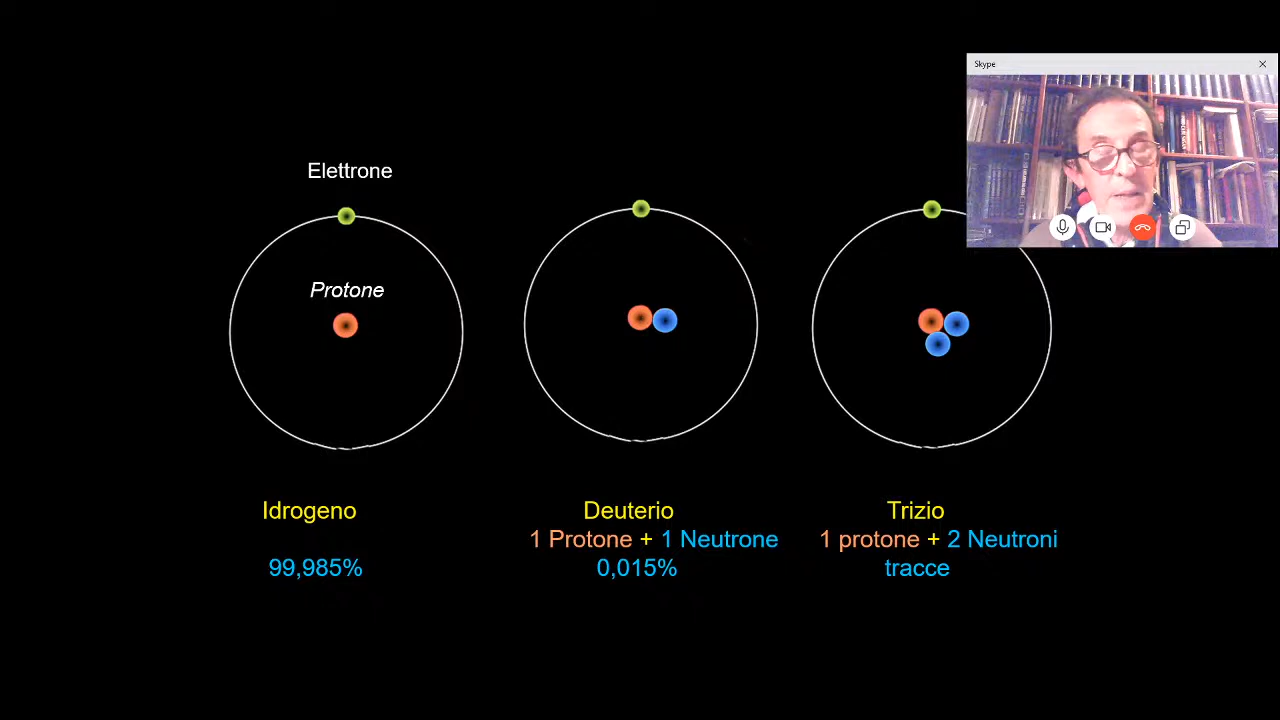 Skype
Elettrone
Protone
Idrogeno
99,985%
Deuterio
1 Protone + 1 Neutrone
0,015%
Trizio
1 protone + 2 Neutroni
tracce